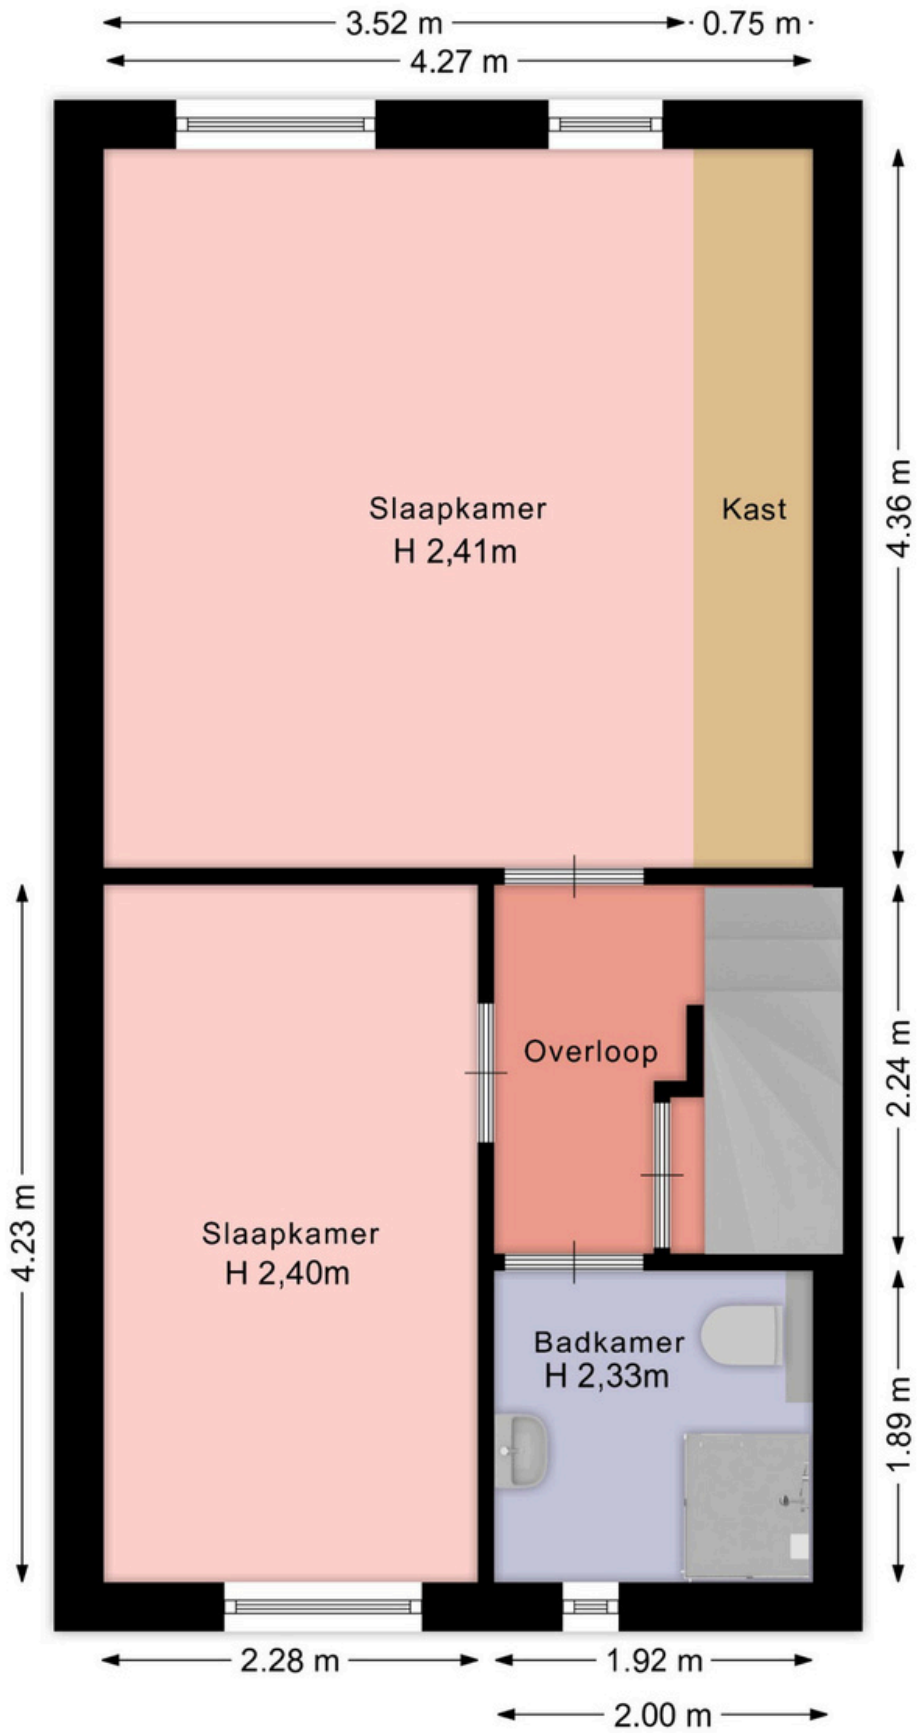 3.52 m
0.75 m
4.27 m
4.36 m
Slaapkamer
H 2,41m
Kast
Overloop
2.24 m
4.23 m
Slaapkamer
H 2,40m
Badkamer
H 2,33m
1.89 m
2.28 m
1.92 m
2.00 m